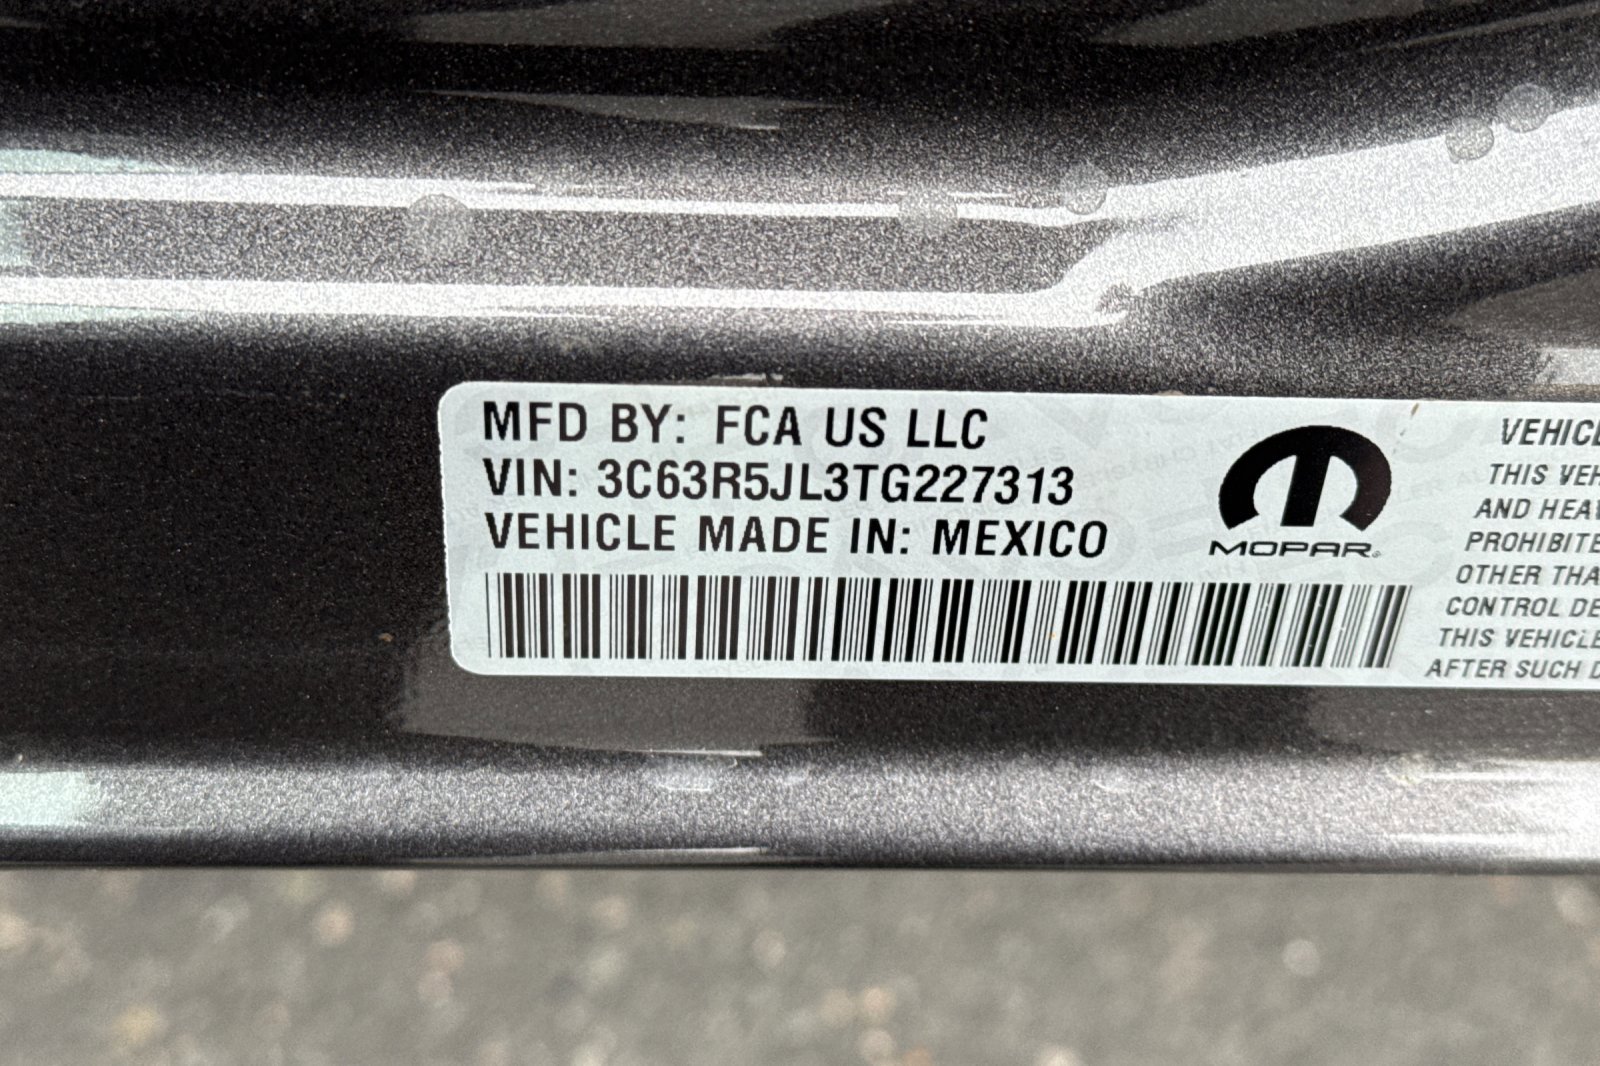 MFD BY: FCA US LLC
VIN: 3C63R5JL3TG227313
VEHICLE MADE IN: MEXICO
MOPAR®
VEHICL
THIS VEH
AND HEAV
PROHIBITE
OTHER THA
CONTROL DE
THIS VEHICLE
AFTER SUCH D